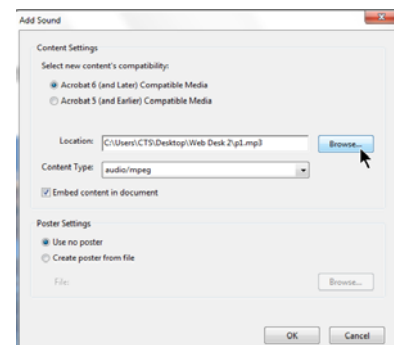 Add Sound
Content Settings
Select new content's compatibility:
Acrobat 6 (and Later) Compatible Media
Acrobat 5 (and Earlier) Compatible Media
Location: C:\Users\CTS\Desktop\Web Desk 2\p1.mp3 Browse...
Content Type: audio/mpeg
Embed content in document
Poster Settings
Use no poster
Create poster from file
File: Browse...
OK Cancel